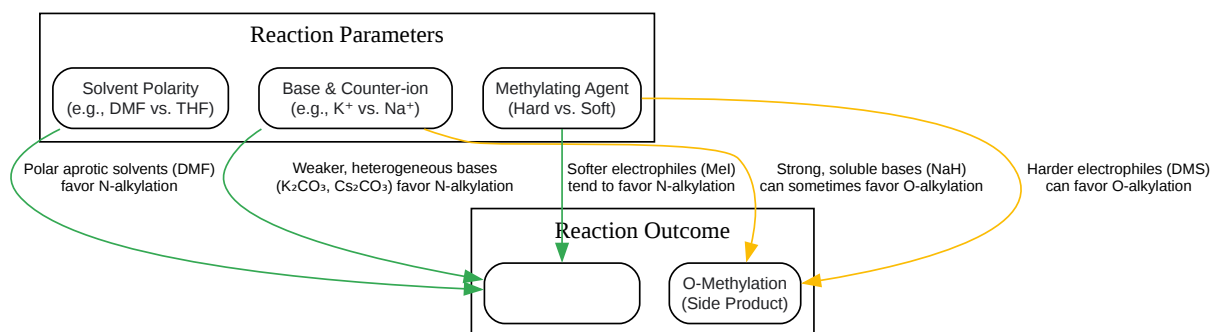 Reaction Parameters
Solvent Polarity
(e.g., DMF vs. THF)
Base & Counter-ion
(e.g., K⁺ vs. Na⁺)
Methylating Agent
(Hard vs. Soft)
Polar aprotic solvents (DMF)
favor N-alkylation
Weaker, heterogeneous bases
(K₂CO₃, Cs₂CO₃) favor N-alkylation
Softer electrophiles (MeI)
tend to favor N-alkylation
Strong, soluble bases (NaH)
can sometimes favor O-alkylation
Harder electrophiles (DMS)
can favor O-alkylation
Reaction Outcome
O-Methylation
(Side Product)